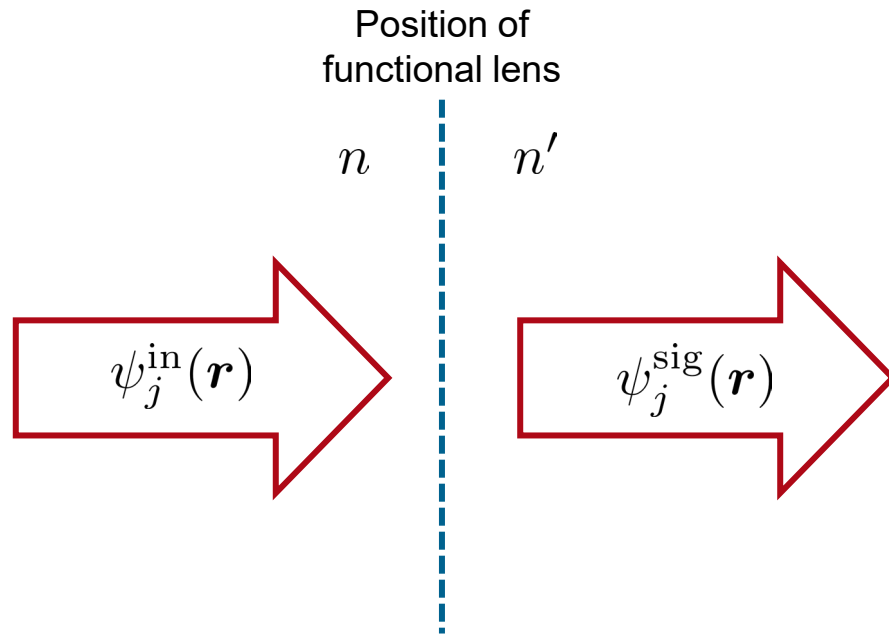 Position of
functional lens
n n′
ψ_j^in(r) ψ_j^sig(r)